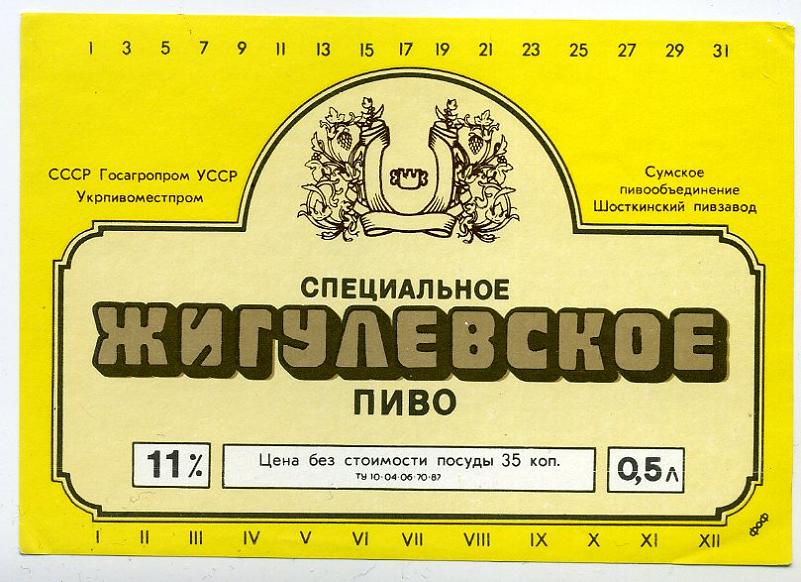 1 3 5 7 9 11 13 15 17 19 21 23 25 27 29 31
СССР Госагропром УССР
Укрпивоместпром
Сумское
пивообъединение
Шосткинский пивзавод
СПЕЦИАЛЬНОЕ
ЖИГУЛЕВСКОЕ
ПИВО
11%
Цена без стоимости посуды 35 коп.
ТУ 10-04-06-70-87
0,5л
I II III IV V VI VII VIII IX X XI XII
ФОФ